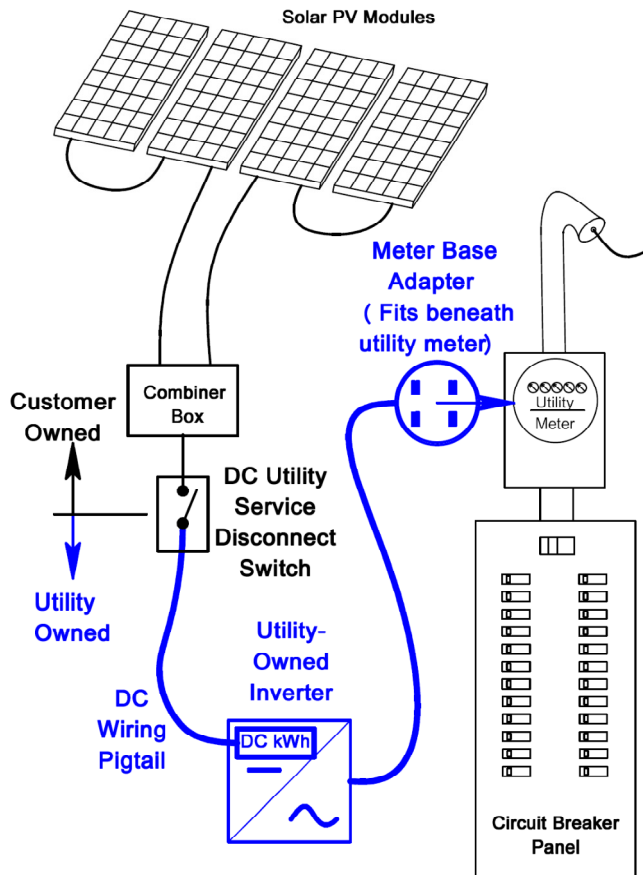 Solar PV Modules
Meter Base
Adapter
( Fits beneath
utility meter)
Utility
Meter
Combiner
Box
Customer
Owned
DC Utility
Service
Disconnect
Switch
Utility
Owned
Utility-
Owned
Inverter
DC
Wiring
Pigtail
DC kWh
Circuit Breaker
Panel